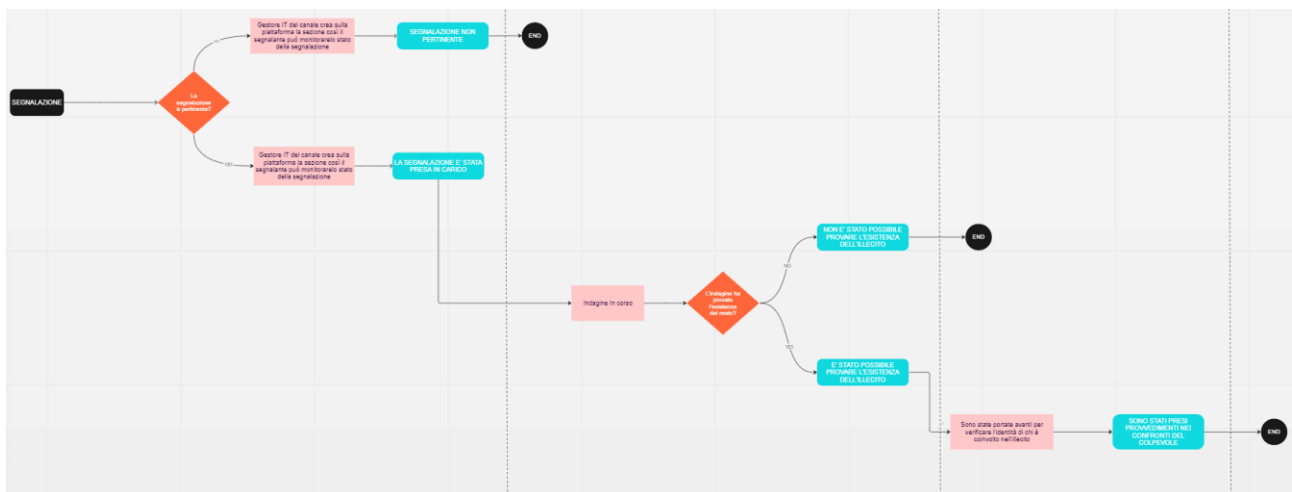 Gestore IT del canale crea sulla
piattaforma la sezione così il
segnalante può monitorarelo stato
della segnalazione
SEGNALAZIONE NON
PERTINENTE
END
SEGNALAZIONE
La
segnalazione
è pertinente?
YES
Gestore IT del canale crea sulla
piattaforma la sezione così il
segnalante può monitorarelo stato
della segnalazione
LA SEGNALAZIONE E' STATA
PRESA IN CARICO
NON E' STATO POSSIBILE
PROVARE L'ESISTENZA
DELL'ILLECITO
END
NO
Indagine in corso
L'indagine ha
provato
l'esistenza
del reato?
YES
E' STATO POSSIBILE
PROVARE L'ESISTENZA
DELL'ILLECITO
Sono state portate avanti per
verificare l'identità di chi è
coinvolto nell'illecito
SONO STATI PRESI
PROVVEDIMENTI NEI
CONFRONTI DEL
COLPEVOLE
END